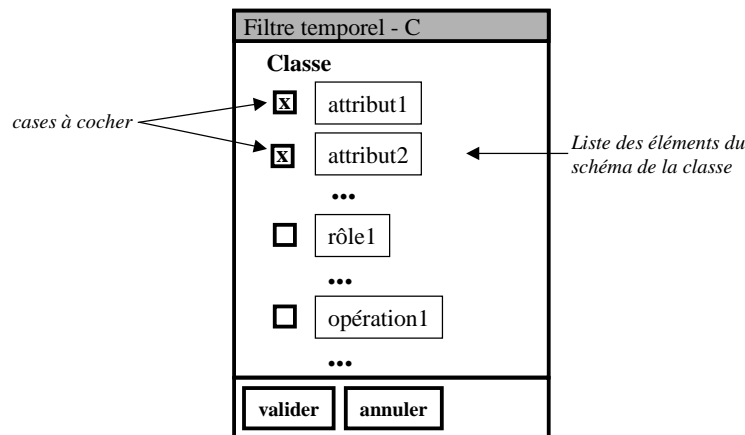 Filtre temporel - C
Classe
x attribut1
cases à cocher
x attribut2
Liste des éléments du
schéma de la classe
...
rôle1
...
opération1
...
valider annuler